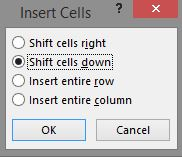 Insert Cells ? x
Shift cells right
Shift cells down
Insert entire row
Insert entire column
OK Cancel